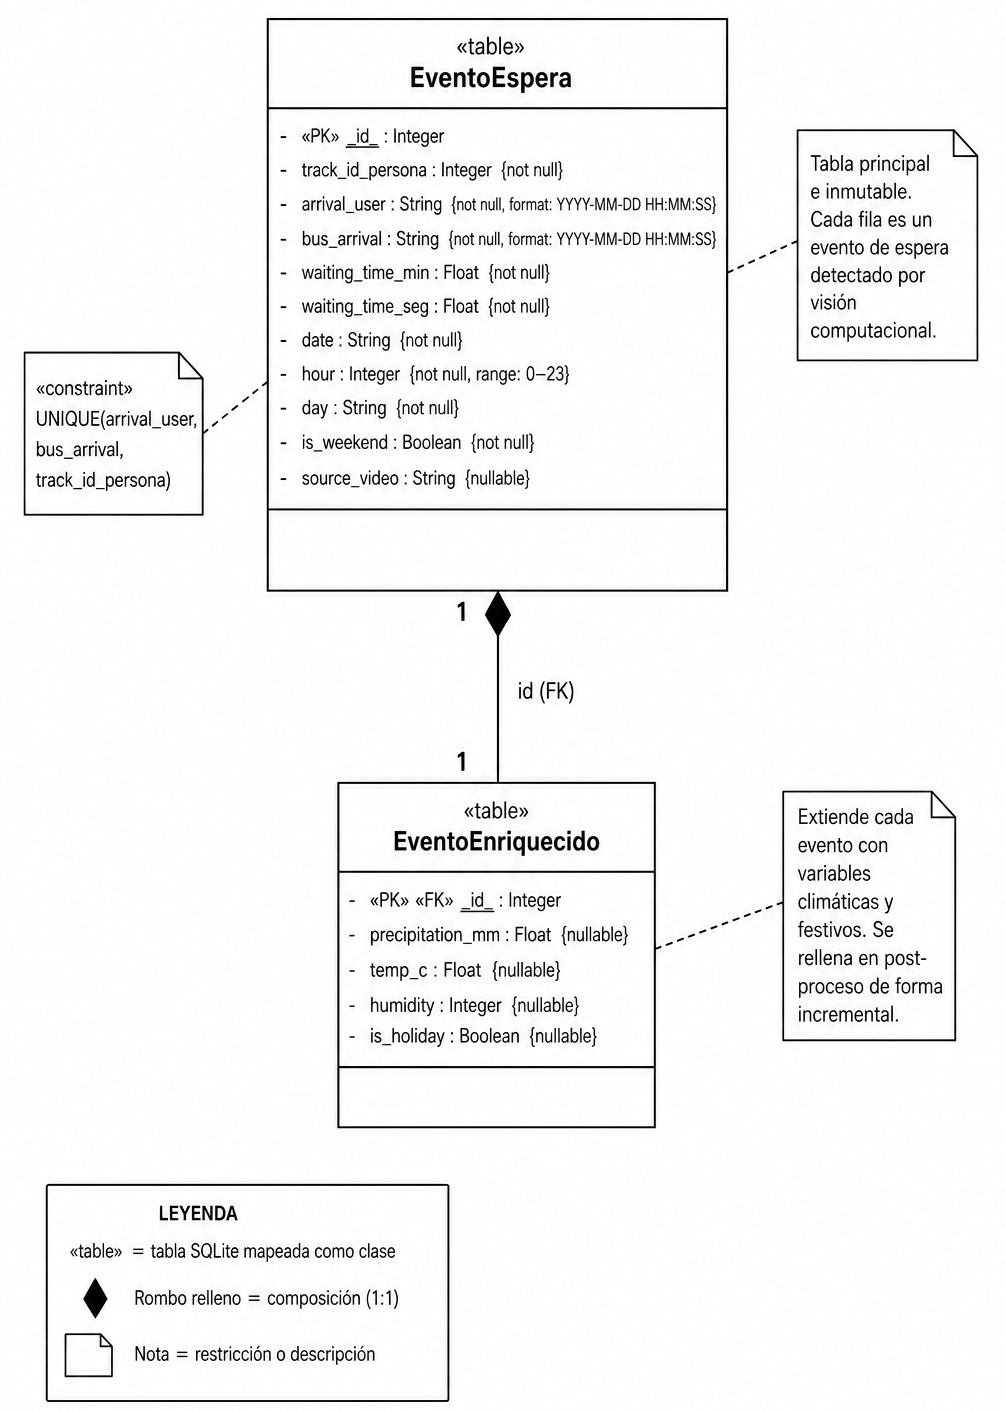 «table»
EventoEspera
- «PK» _id_ : Integer
- track_id_persona : Integer {not null}
- arrival_user : String {not null, format: YYYY-MM-DD HH:MM:SS}
- bus_arrival : String {not null, format: YYYY-MM-DD HH:MM:SS}
- waiting_time_min : Float {not null}
- waiting_time_seg : Float {not null}
- date : String {not null}
- hour : Integer {not null, range: 0–23}
- day : String {not null}
- is_weekend : Boolean {not null}
- source_video : String {nullable}
Tabla principal
e inmutable.
Cada fila es un
evento de espera
detectado por
visión
computacional.
«constraint»
UNIQUE(arrival_user,
bus_arrival,
track_id_persona)
1
id (FK)
1
«table»
EventoEnriquecido
- «PK» «FK» _id_ : Integer
- precipitation_mm : Float {nullable}
- temp_c : Float {nullable}
- humidity : Integer {nullable}
- is_holiday : Boolean {nullable}
Extiende cada
evento con
variables
climáticas y
festivos. Se
rellena en post-
proceso de forma
incremental.
LEYENDA
«table» = tabla SQLite mapeada como clase
Rombo relleno = composición (1:1)
Nota = restricción o descripción